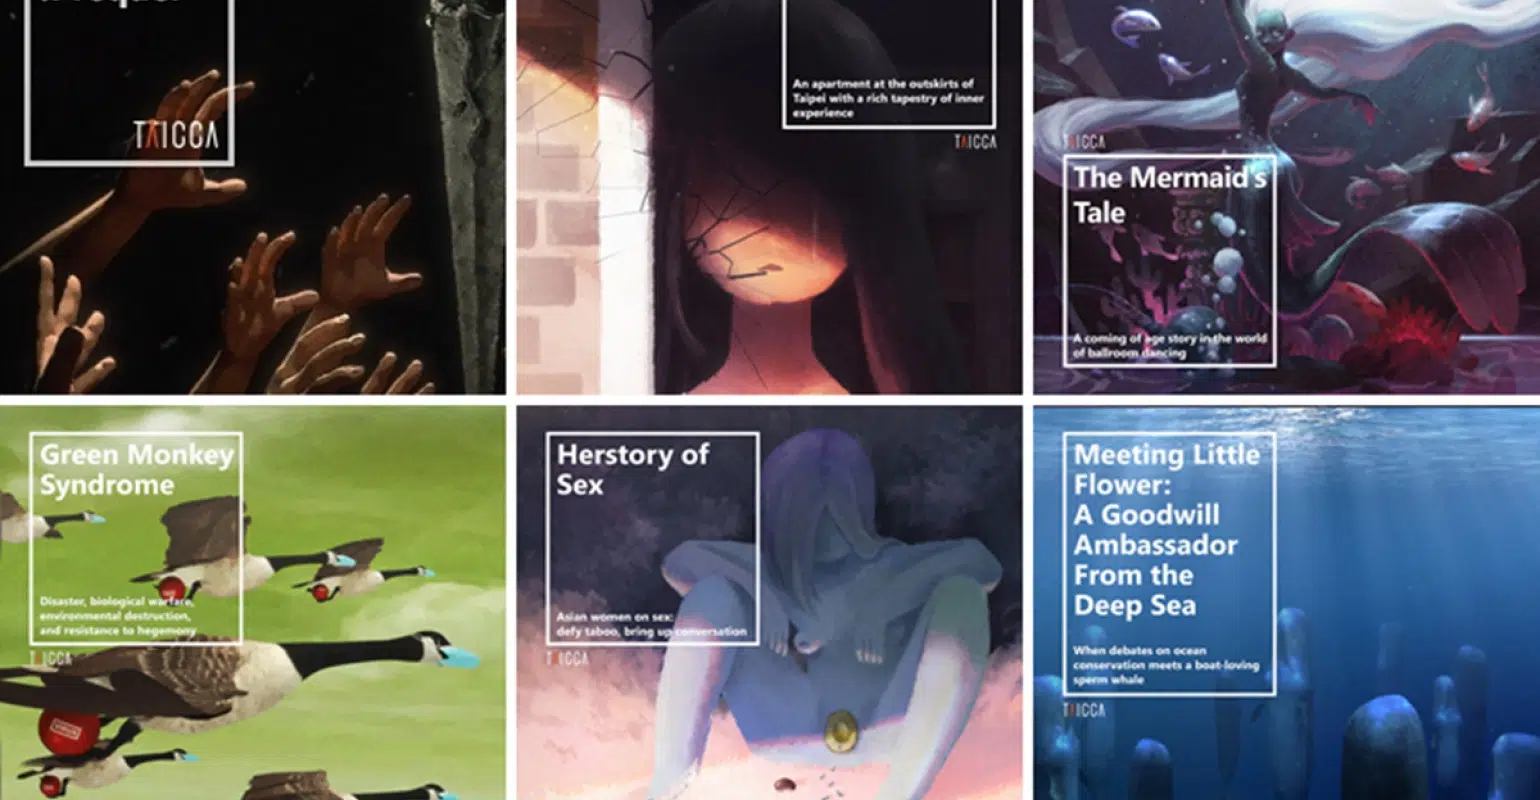 TAICCA
An apartment at the outskirts of
Taipei with a rich tapestry of inner
experience
TAICCA
TAICCA
The Mermaid's
Tale
A coming of age story in the world
of ballroom dancing
Green Monkey
Syndrome
Disaster, biological warfare,
environmental destruction,
and resistance to hegemony
TAICCA
Herstory of
Sex
Asian women on sex:
defy taboo, bring up conversation
TAICCA
Meeting Little
Flower:
A Goodwill
Ambassador
From the
Deep Sea
When debates on ocean
conservation meets a boat-loving
sperm whale
TAICCA